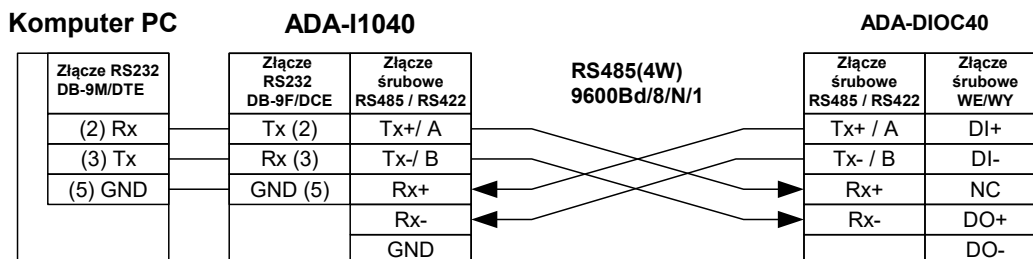 Komputer PC
ADA-I1040
ADA-DIOC40
Złącze RS232
DB-9M/DTE
Złącze
RS232
DB-9F/DCE
Złącze
śrubowe
RS485 / RS422
RS485(4W)
9600Bd/8/N/1
Złącze
śrubowe
RS485 / RS422
Złącze
śrubowe
WE/WY
(2) Rx
Tx (2)
Tx+/ A
Tx+ / A
DI+
(3) Tx
Rx (3)
Tx-/ B
Tx- / B
DI-
(5) GND
GND (5)
Rx+
Rx+
NC
Rx-
Rx-
DO+
GND
DO-